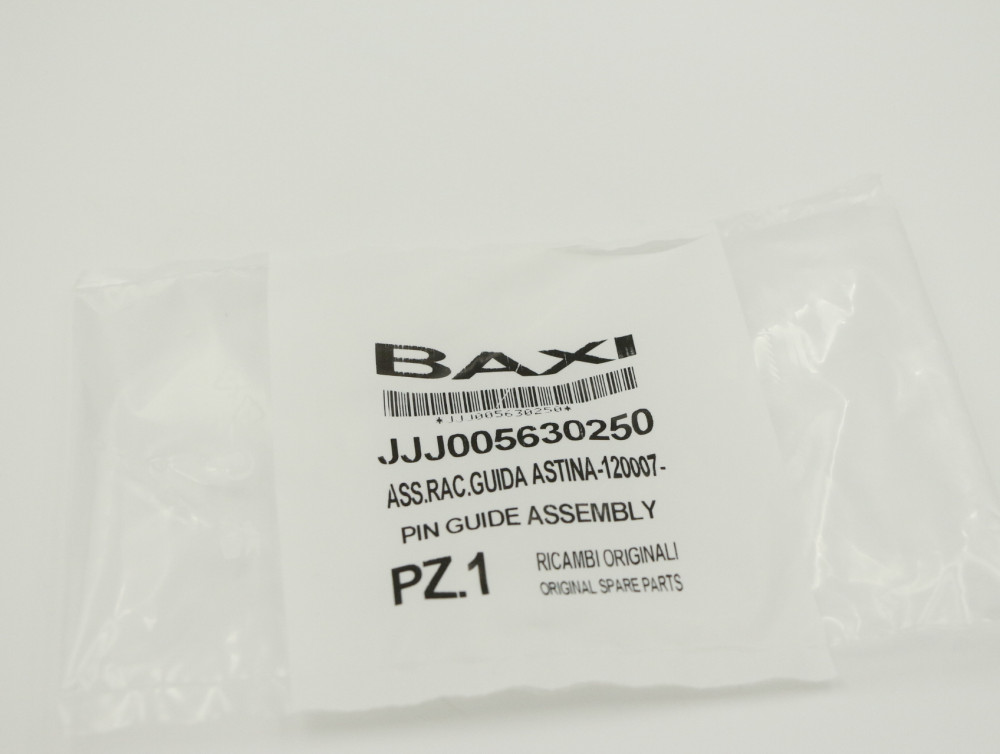 BAXI
*JJJ005630250*
JJJ005630250
ASS.RAC.GUIDA ASTINA-120007-
PIN GUIDE ASSEMBLY
PZ.1
RICAMBI ORIGINALI
ORIGINAL SPARE PARTS